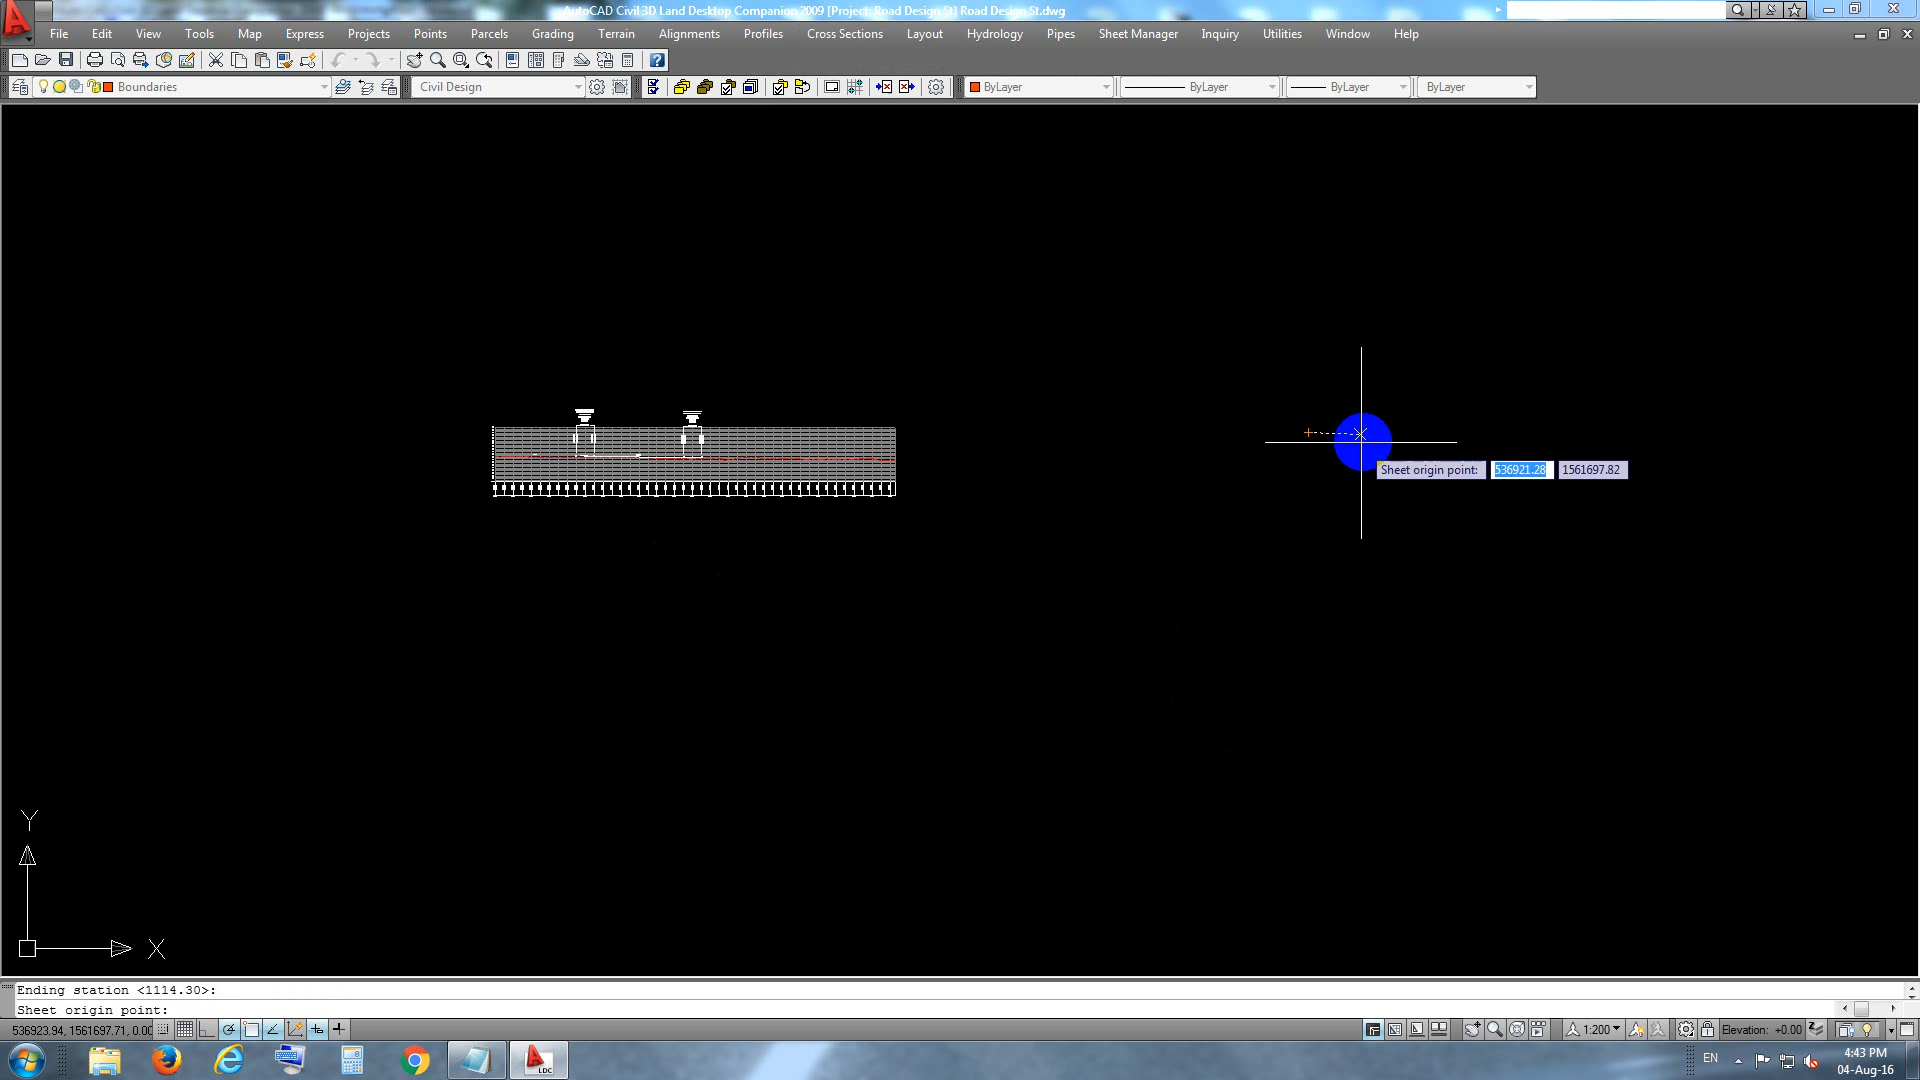 AutoCAD Civil 3D Land Desktop Companion 2009 [Project: Road Design St] Road Design St.dwg
File Edit View Tools Map Express Projects Points Parcels Grading Terrain Alignments Profiles Cross Sections Layout Hydrology Pipes Sheet Manager Inquiry Utilities Window Help
Boundaries Civil Design ByLayer ByLayer ByLayer ByLayer
Sheet origin point: 536921.28 1561697.82
Y
X
Ending station <1114.30>:
Sheet origin point:
536923.94, 1561697.71, 0.00 1:200 Elevation: +0.00
LDC
EN
4:43 PM
04-Aug-16